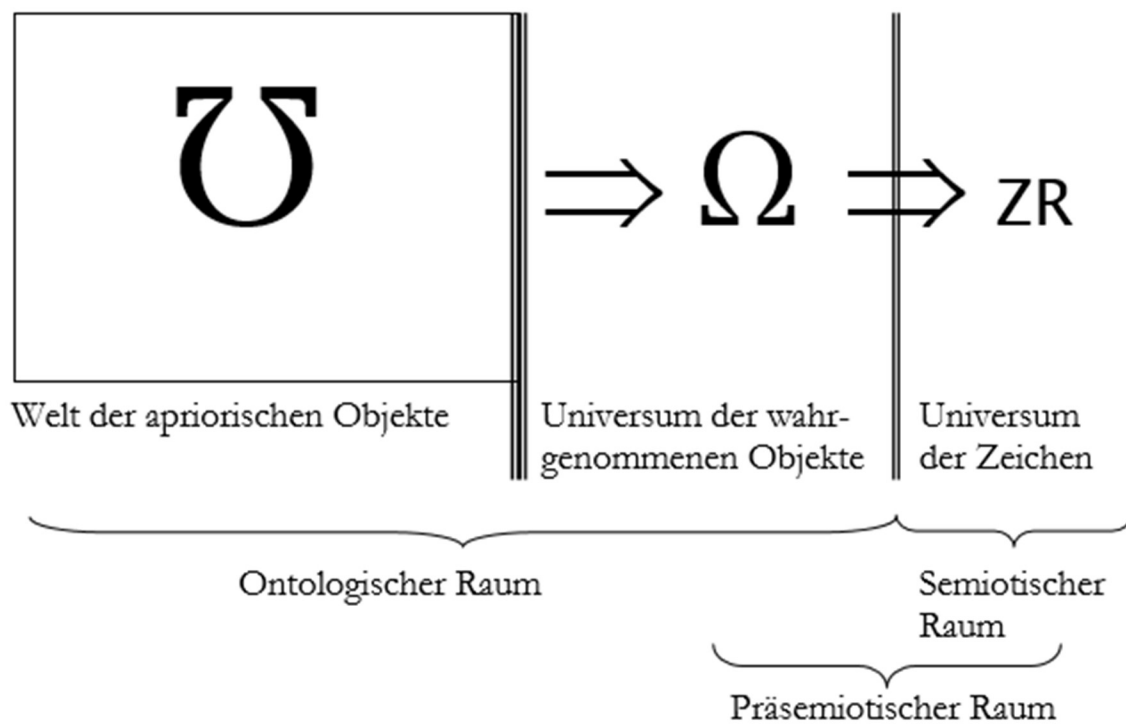 ℧
⇒ Ω ⇒ ZR
Welt der apriorischen Objekte
Universum der wahr-
genommenen Objekte
Universum
der Zeichen
Ontologischer Raum
Semiotischer
Raum
Präsemiotischer Raum